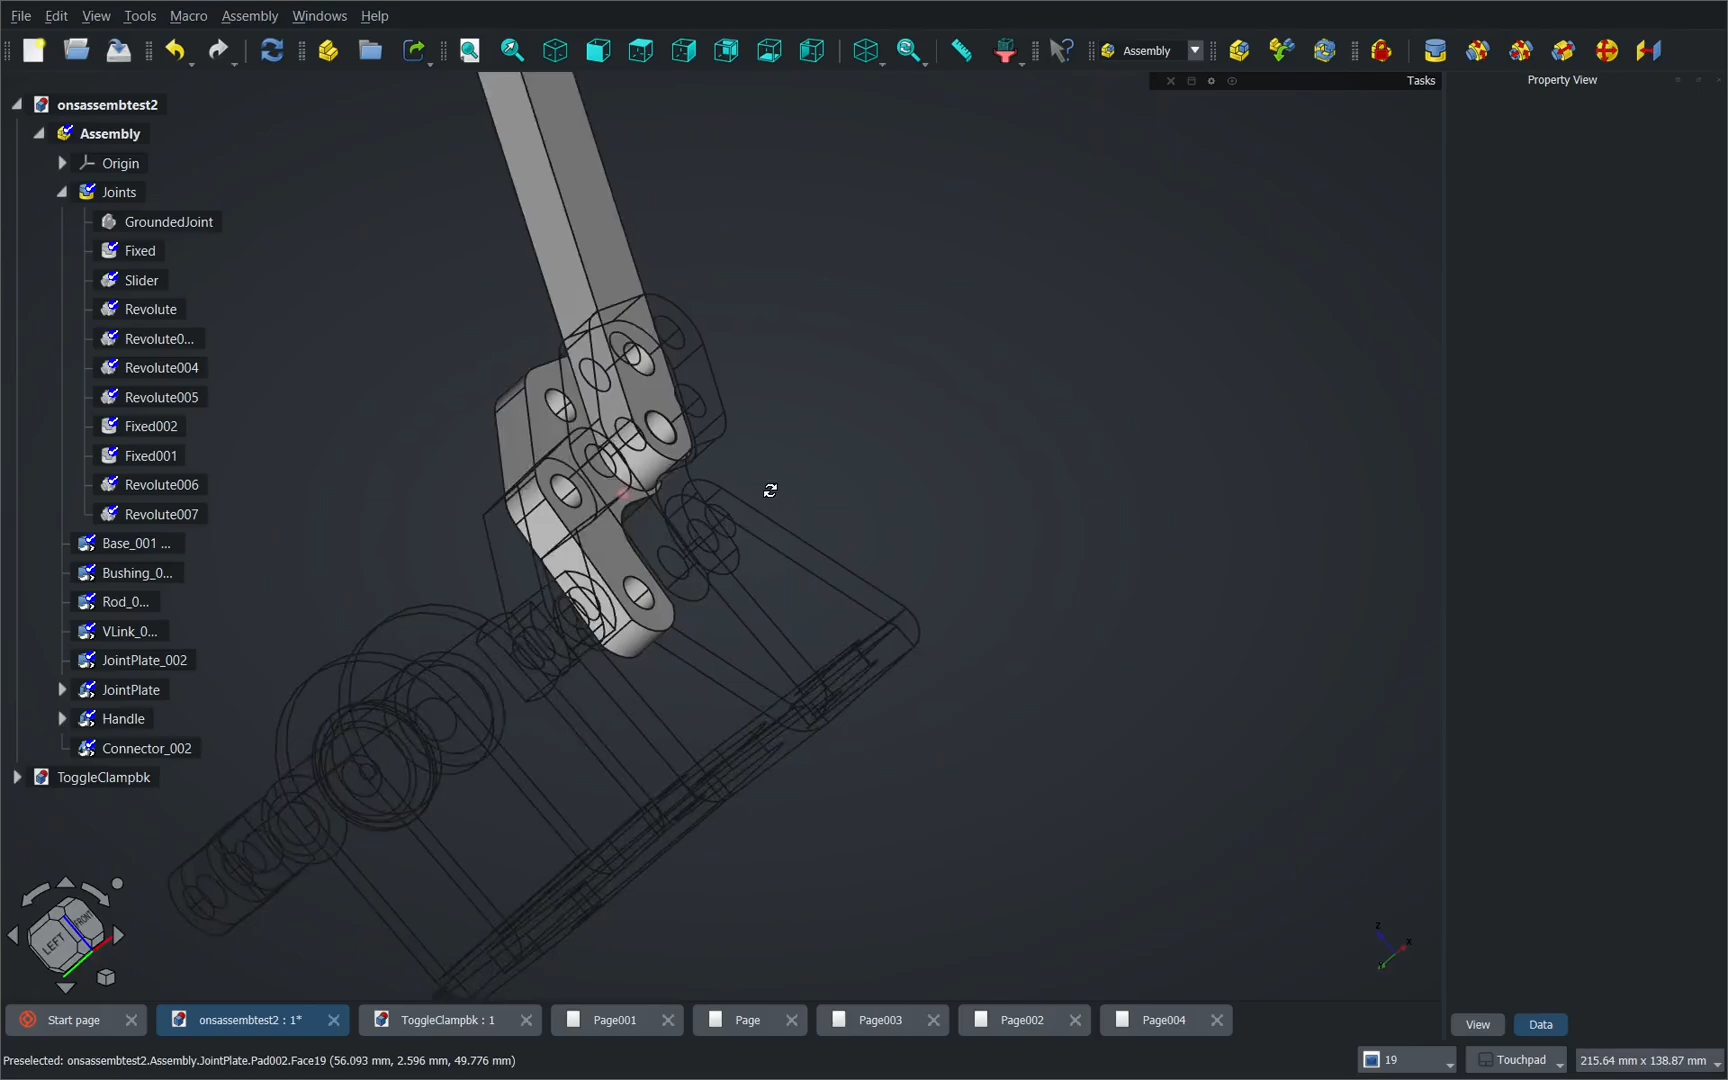 File Edit View Tools Macro Assembly Windows Help
Assembly
Tasks
Property View
onsassembtest2
Assembly
Origin
Joints
GroundedJoint
Fixed
Slider
Revolute
Revolute0...
Revolute004
Revolute005
Fixed002
Fixed001
Revolute006
Revolute007
Base_001 ...
Bushing_0...
Rod_0...
VLink_0...
JointPlate_002
JointPlate
Handle
Connector_002
ToggleClampbk
FRONT
LEFT
Z
X
Start page
onsassembtest2 : 1*
ToggleClampbk : 1
Page001
Page
Page003
Page002
Page004
View
Data
Preselected: onsassembtest2.Assembly.JointPlate.Pad002.Face19 (56.093 mm, 2.596 mm, 49.776 mm)
19
Touchpad
215.64 mm x 138.87 mm